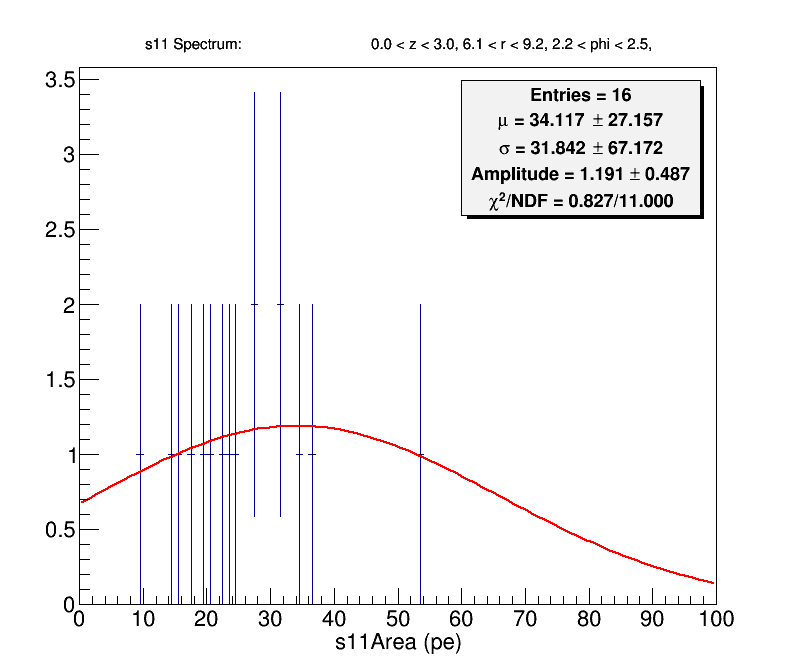 s11 Spectrum: 0.0 < z < 3.0, 6.1 < r < 9.2, 2.2 < phi < 2.5,
Entries = 16
μ = 34.117 ± 27.157
σ = 31.842 ± 67.172
Amplitude = 1.191 ± 0.487
χ²/NDF = 0.827/11.000
3.5
3
2.5
2
1.5
1
0.5
0
0 10 20 30 40 50 60 70 80 90 100
s11Area (pe)